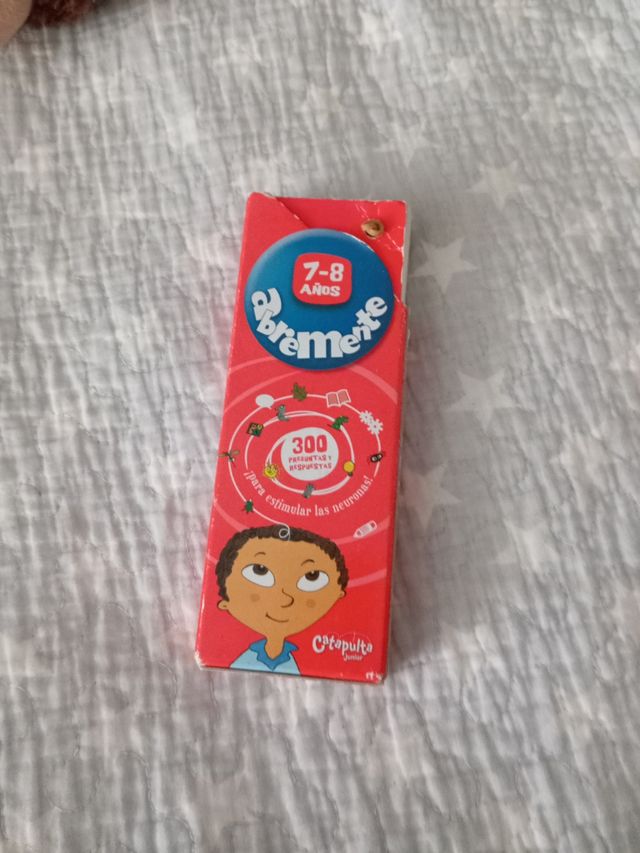 7-8
AÑOS
abremente
300
PREGUNTAS Y
RESPUESTAS
¡para estimular las neuronas!
Catapulta
Junior